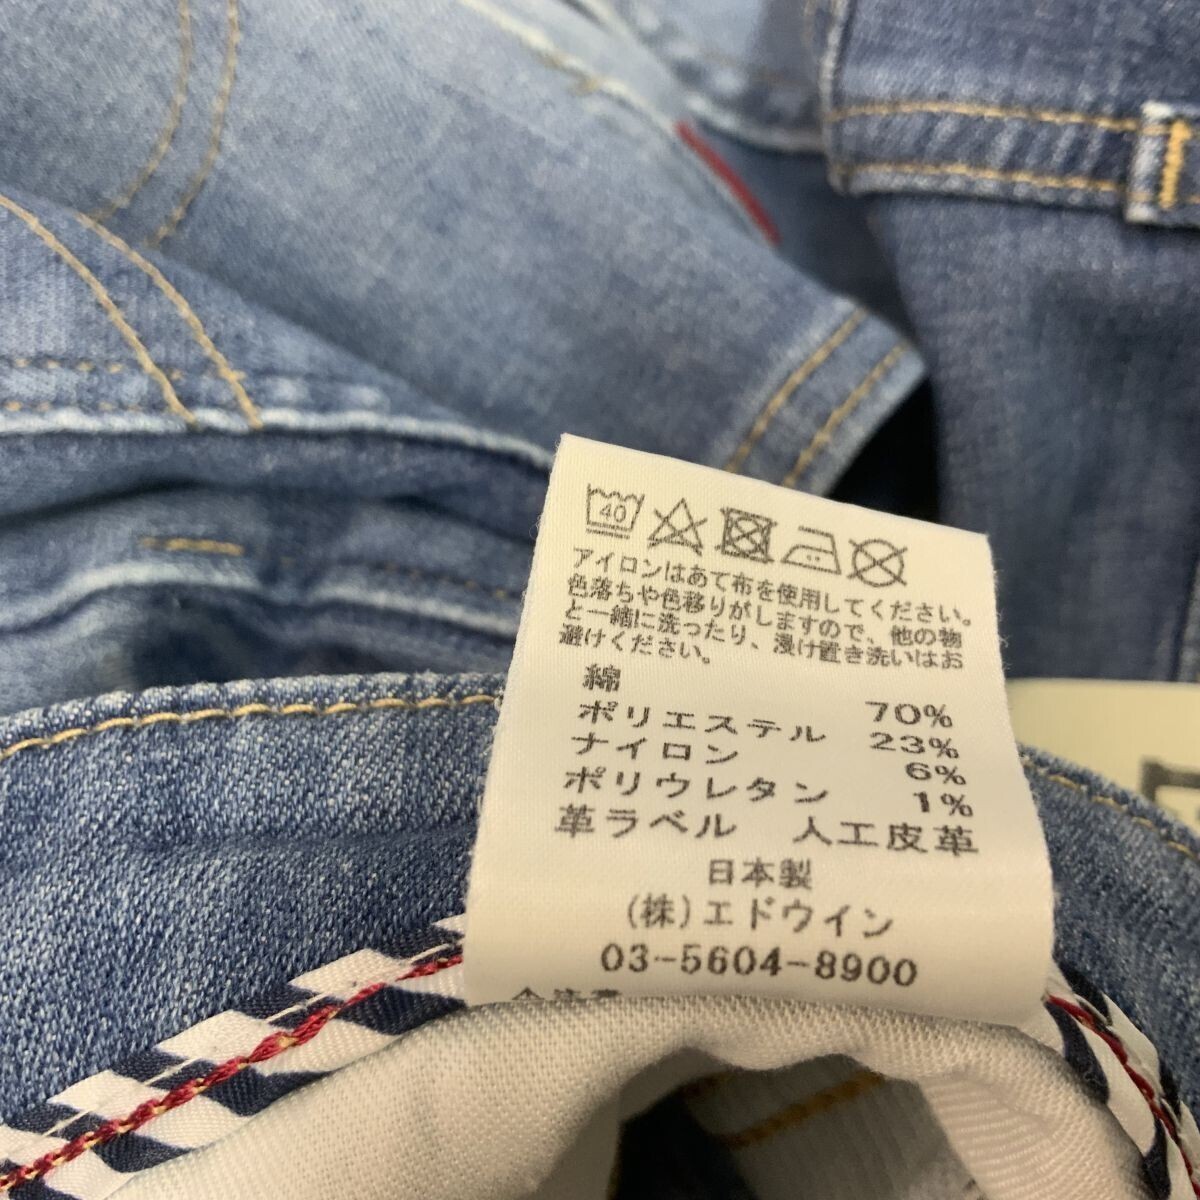 40
アイロンはあて布を使用してください。
色落ちや色移りがしますので、他の物
と一緒に洗ったり、浸け置き洗いはお
避けください。
綿 70%
ポリエステル 23%
ナイロン 6%
ポリウレタン 1%
革ラベル 人工皮革
日本製
(株)エドウイン
03-5604-8900